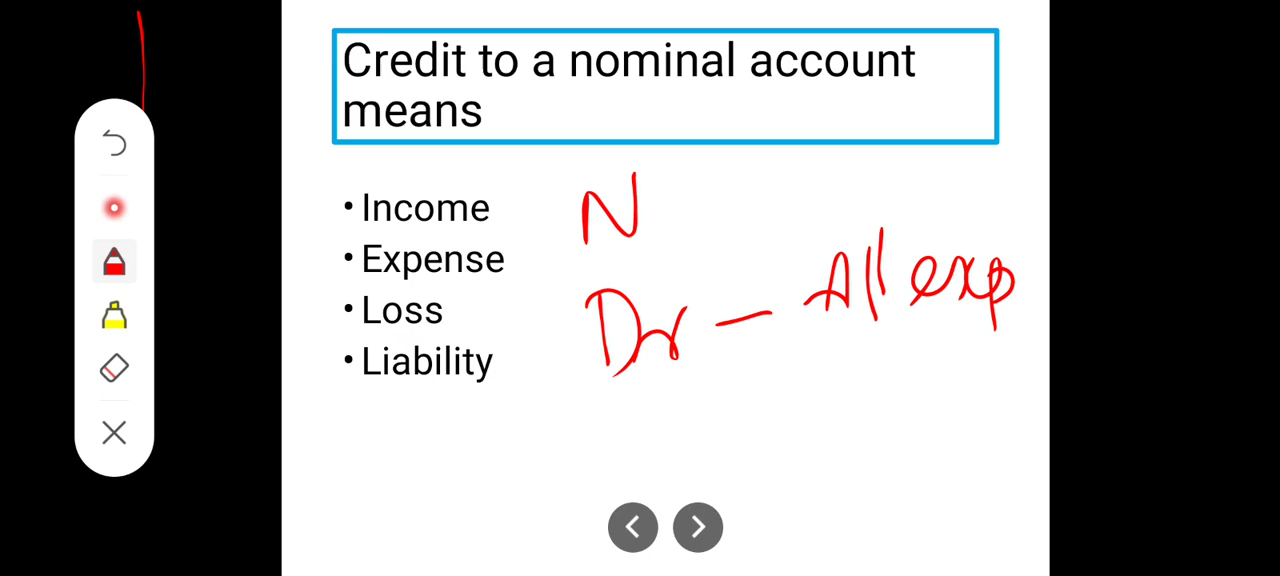 Credit to a nominal account
means
• Income
• Expense
• Loss
• Liability
N
Dr — All exp